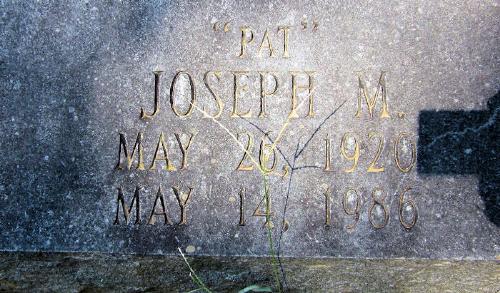 "PAT"
JOSEPH M.
MAY 26, 1920
MAY 14, 1986